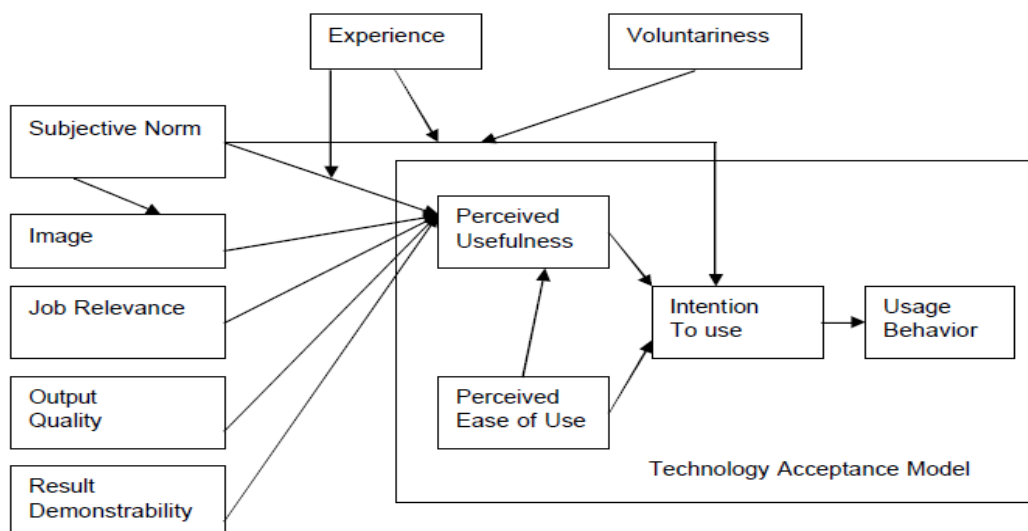 Experience
Voluntariness
Subjective Norm
Image
Job Relevance
Output
Quality
Result
Demonstrability
Perceived
Usefulness
Perceived
Ease of Use
Intention
To use
Usage
Behavior
Technology Acceptance Model